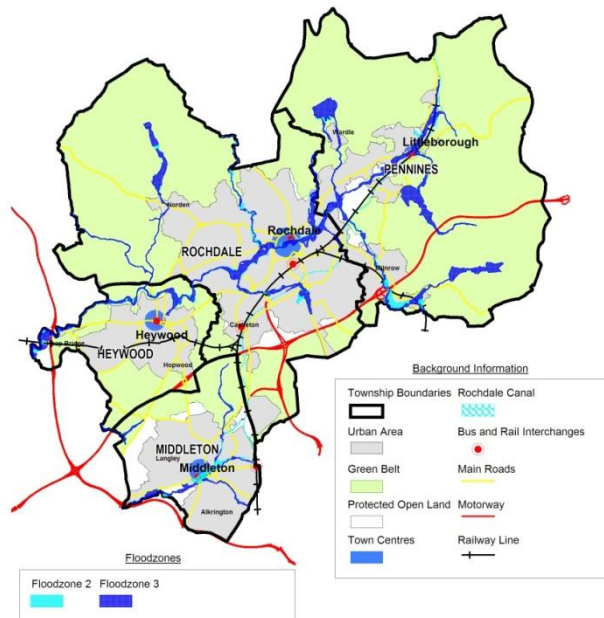 Wardle
Littleborough
PENNINES
Norden
Rochdale
ROCHDALE
Milnrow
Heywood
Castleton
HEYWOOD
Hopwood
MIDDLETON
Langley
Middleton
Alkrington
Background Information
Township Boundaries
Rochdale Canal
Urban Area
Bus and Rail Interchanges
Green Belt
Main Roads
Protected Open Land
Motorway
Town Centres
Railway Line
Floodzones
Floodzone 2
Floodzone 3